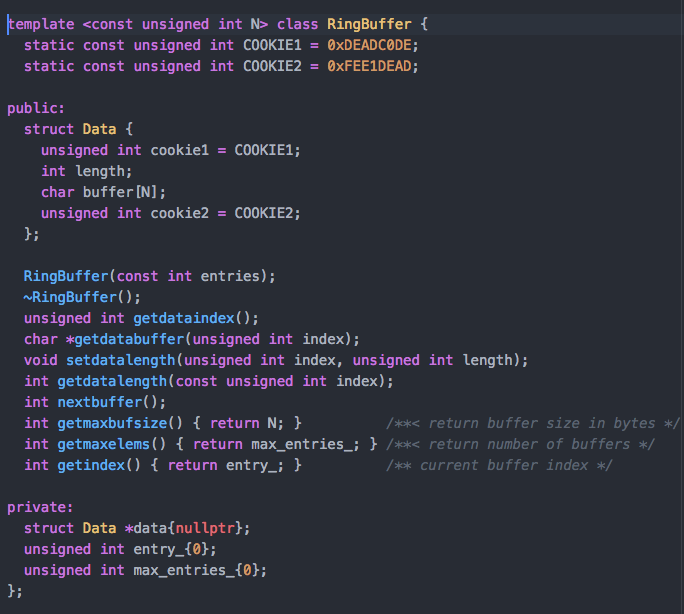 template <const unsigned int N> class RingBuffer {
  static const unsigned int COOKIE1 = 0xDEADC0DE;
  static const unsigned int COOKIE2 = 0xFEE1DEAD;

public:
  struct Data {
    unsigned int cookie1 = COOKIE1;
    int length;
    char buffer[N];
    unsigned int cookie2 = COOKIE2;
  };

  RingBuffer(const int entries);
  ~RingBuffer();
  unsigned int getdataindex();
  char *getdatabuffer(unsigned int index);
  void setdatalength(unsigned int index, unsigned int length);
  int getdatalength(const unsigned int index);
  int nextbuffer();
  int getmaxbufsize() { return N; }          /**< return buffer size in bytes */
  int getmaxelems() { return max_entries_; } /**< return number of buffers */
  int getindex() { return entry_; }          /** current buffer index */

private:
  struct Data *data{nullptr};
  unsigned int entry_{0};
  unsigned int max_entries_{0};
};